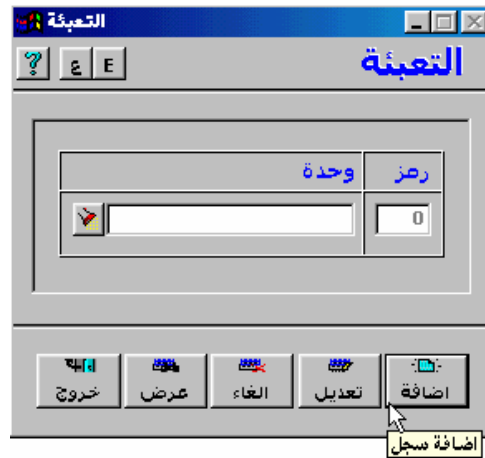 التعبئة
التعبئة
E ع ?
رمز وحدة
0
اضافة تعديل الغاء عرض خروج
اضافة سجل